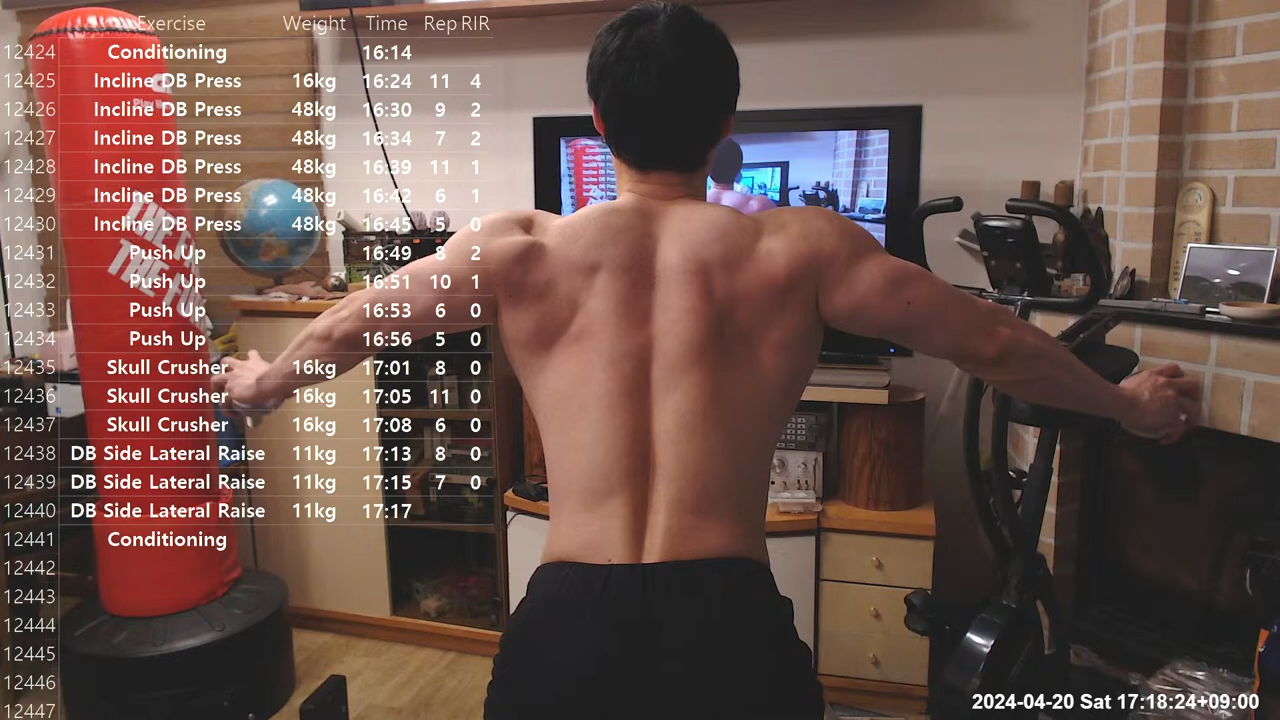 Exercise Weight Time Rep RIR
12424 Conditioning 16:14
12425 Incline DB Press 16kg 16:24 11 4
12426 Incline DB Press 48kg 16:30 9 2
12427 Incline DB Press 48kg 16:34 7 2
12428 Incline DB Press 48kg 16:39 11 1
12429 Incline DB Press 48kg 16:42 6 1
12430 Incline DB Press 48kg 16:45 5 0
12431 Push Up 16:49 8 2
12432 Push Up 16:51 10 1
12433 Push Up 16:53 6 0
12434 Push Up 16:56 5 0
12435 Skull Crusher 16kg 17:01 8 0
12436 Skull Crusher 16kg 17:05 11 0
12437 Skull Crusher 16kg 17:08 6 0
12438 DB Side Lateral Raise 11kg 17:13 8 0
12439 DB Side Lateral Raise 11kg 17:15 7 0
12440 DB Side Lateral Raise 11kg 17:17
12441 Conditioning
12442
12443
12444
12445
12446
12447
2024-04-20 Sat 17:18:24+09:00